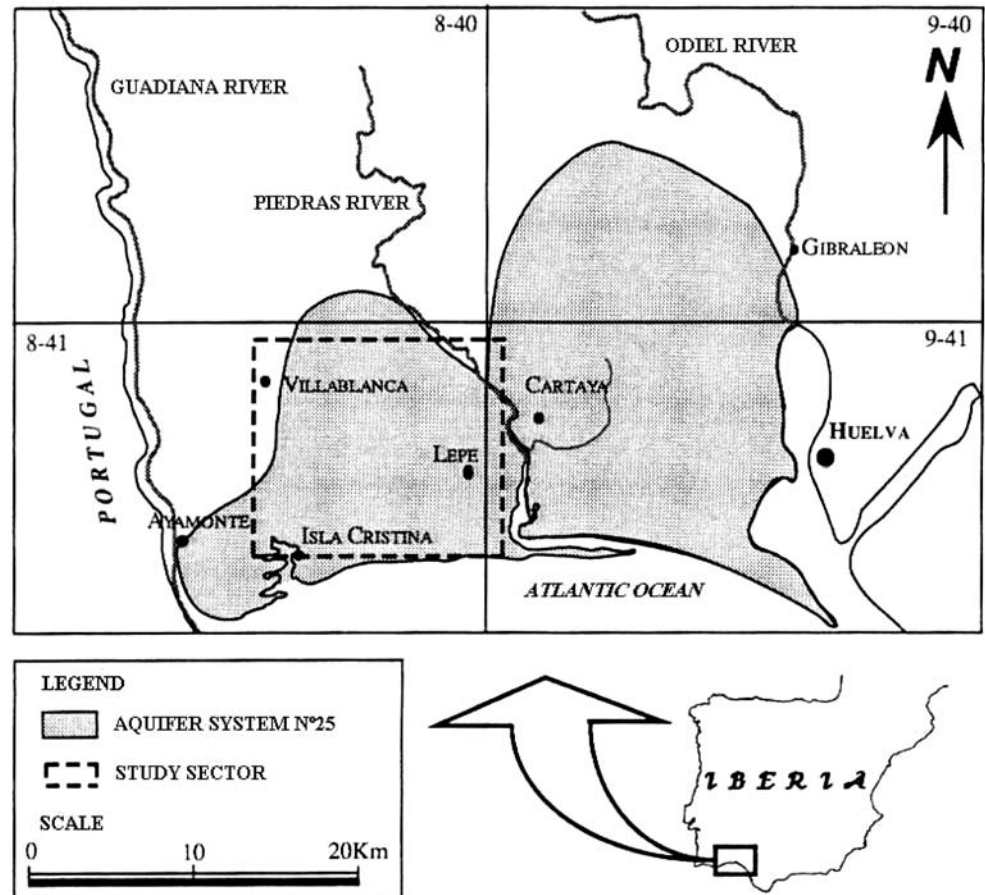 8-40
9-40
ODIEL RIVER
N
GUADIANA RIVER
PIEDRAS RIVER
GIBRALEON
8-41
9-41
PORTUGAL
VILLABLANCA
CARTAYA
HUELVA
LEPE
AYAMONTE
ISLA CRISTINA
ATLANTIC OCEAN
LEGEND
AQUIFER SYSTEM Nº25
STUDY SECTOR
SCALE
0 10 20Km
IBERIA